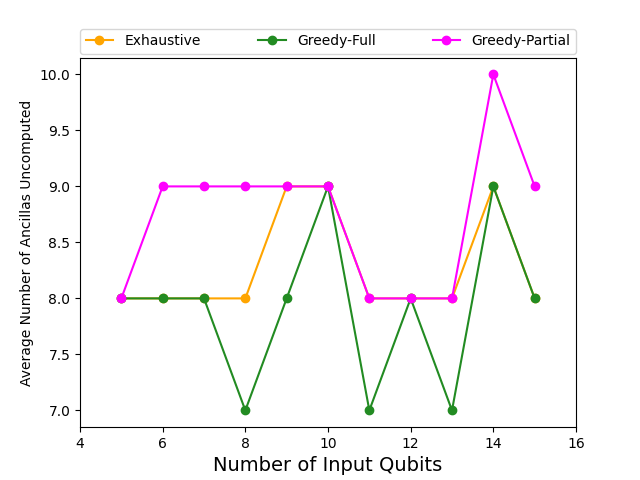 Exhaustive Greedy-Full Greedy-Partial
10.0
9.5
9.0
8.5
8.0
7.5
7.0
Average Number of Ancillas Uncomputed
4 6 8 10 12 14 16
Number of Input Qubits